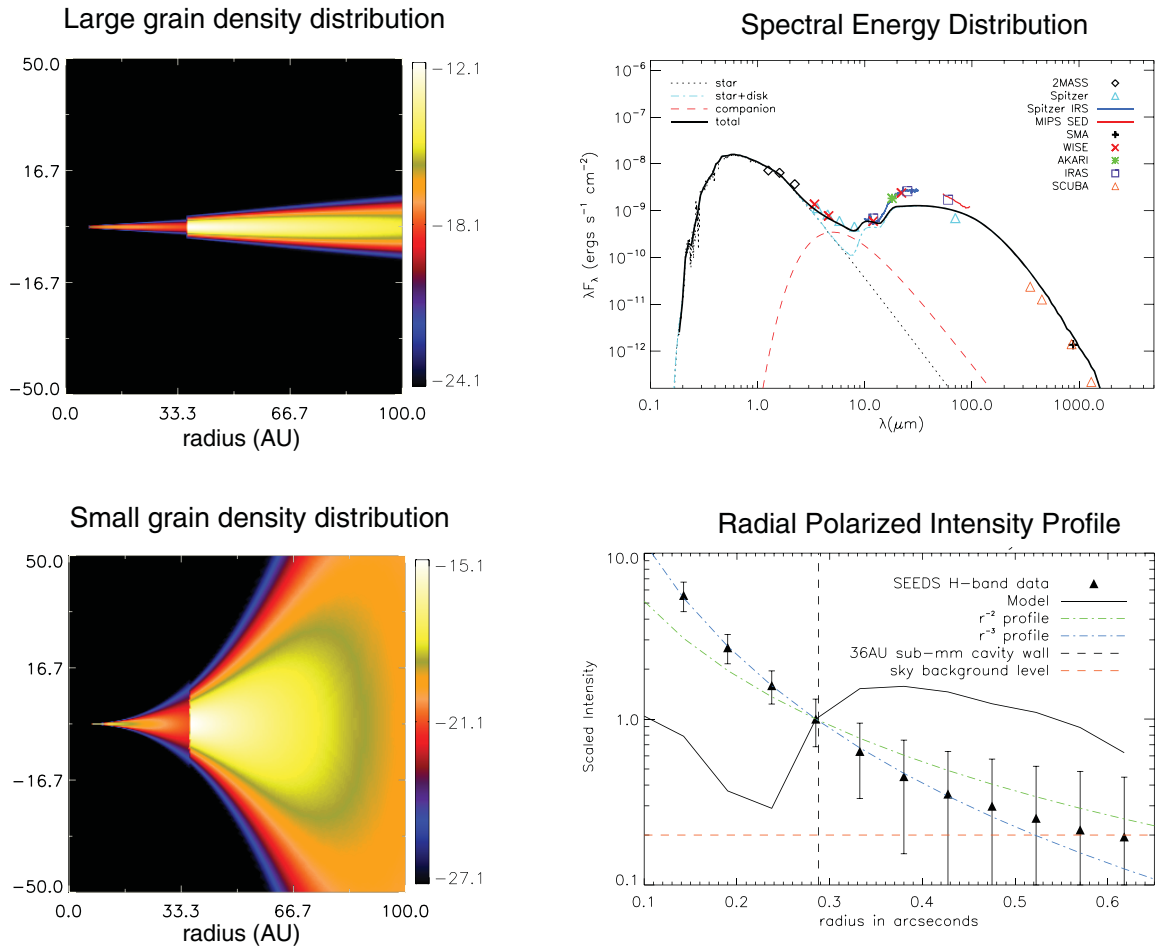 Large grain density distribution
50.0
16.7
−16.7
−50.0
0.0 33.3 66.7 100.0
radius (AU)
−12.1
−18.1
−24.1
Spectral Energy Distribution
10⁻⁶
10⁻⁷
10⁻⁸
10⁻⁹
10⁻¹⁰
10⁻¹¹
10⁻¹²
λFλ (ergs s⁻¹ cm⁻²)
star
star+disk
companion
total
2MASS
Spitzer
Spitzer IRS
MIPS SED
SMA
WISE
AKARI
IRAS
SCUBA
0.1 1.0 10.0 100.0 1000.0
λ(μm)
Small grain density distribution
50.0
16.7
−16.7
−50.0
0.0 33.3 66.7 100.0
radius (AU)
−15.1
−21.1
−27.1
Radial Polarized Intensity Profile
10.0
1.0
0.1
Scaled Intensity
SEEDS H−band data
Model
r⁻² profile
r⁻³ profile
36AU sub−mm cavity wall
sky background level
0.1 0.2 0.3 0.4 0.5 0.6
radius in arcseconds